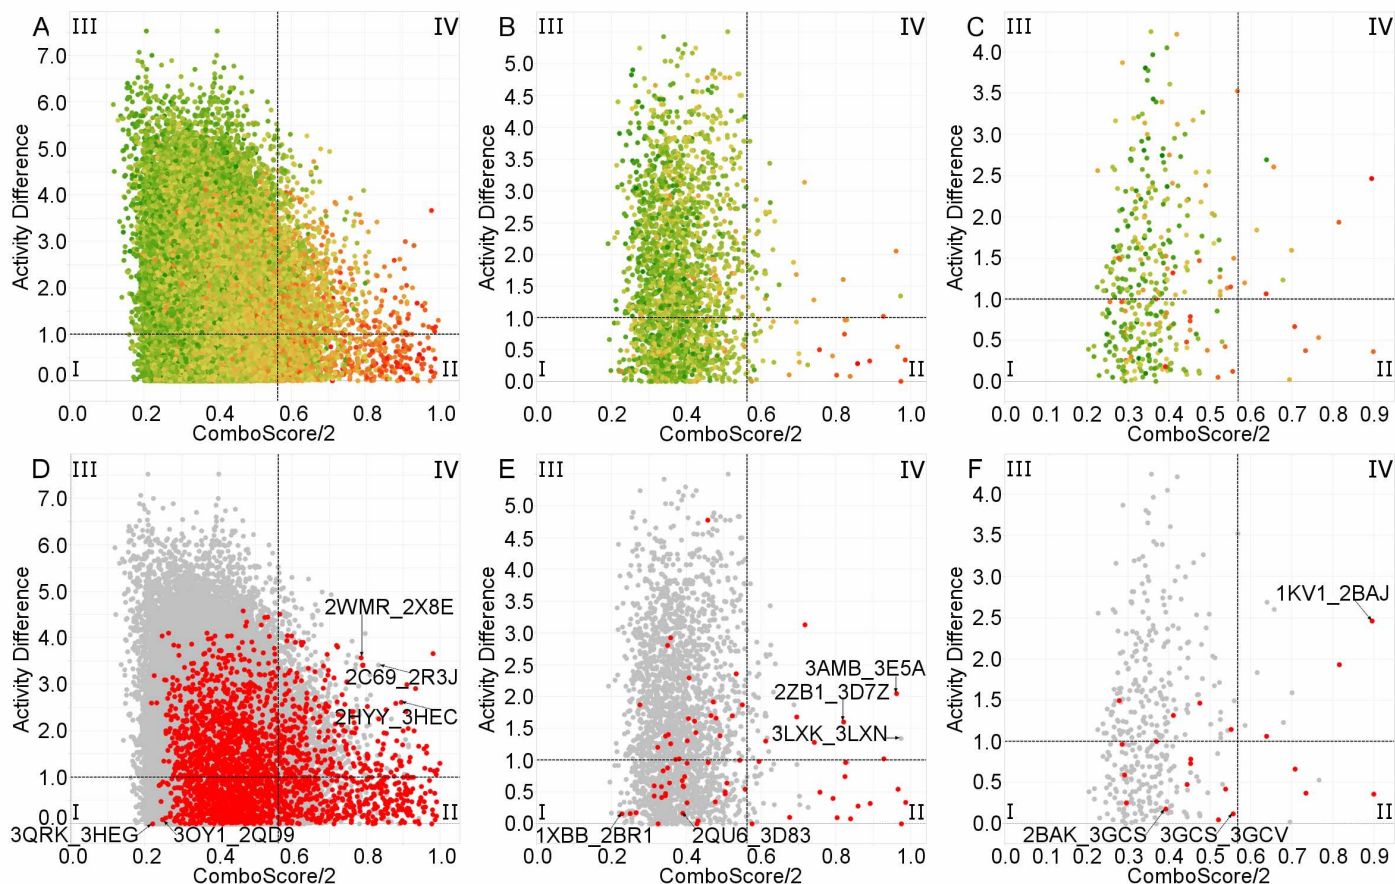 A III IV
7.0
6.0
5.0
4.0
3.0
2.0
1.0
0.0
I II
Activity Difference
0.0 0.2 0.4 0.6 0.8 1.0
ComboScore/2
B III IV
5.0
4.5
4.0
3.5
3.0
2.5
2.0
1.5
1.0
0.5
0.0
I II
Activity Difference
0.0 0.2 0.4 0.6 0.8 1.0
ComboScore/2
C III IV
4.0
3.5
3.0
2.5
2.0
1.5
1.0
0.5
0.0
I II
Activity Difference
0.0 0.1 0.2 0.3 0.4 0.5 0.6 0.7 0.8 0.9
ComboScore/2
D III IV
7.0
6.0
5.0
4.0
3.0
2.0
1.0
0.0
I II
Activity Difference
2WMR_2X8E
2C69_2R3J
2HYY_3HEC
3QRK_3HEG 3OY1_2QD9
0.0 0.2 0.4 0.6 0.8 1.0
ComboScore/2
E III IV
5.0
4.5
4.0
3.5
3.0
2.5
2.0
1.5
1.0
0.5
0.0
I II
Activity Difference
3AMB_3E5A
2ZB1_3D7Z
3LXK_3LXN
1XBB_2BR1 2QU6_3D83
0.0 0.2 0.4 0.6 0.8 1.0
ComboScore/2
F III IV
4.0
3.5
3.0
2.5
2.0
1.5
1.0
0.5
0.0
I II
Activity Difference
1KV1_2BAJ
2BAK_3GCS 3GCS_3GCV
0.0 0.1 0.2 0.3 0.4 0.5 0.6 0.7 0.8 0.9
ComboScore/2